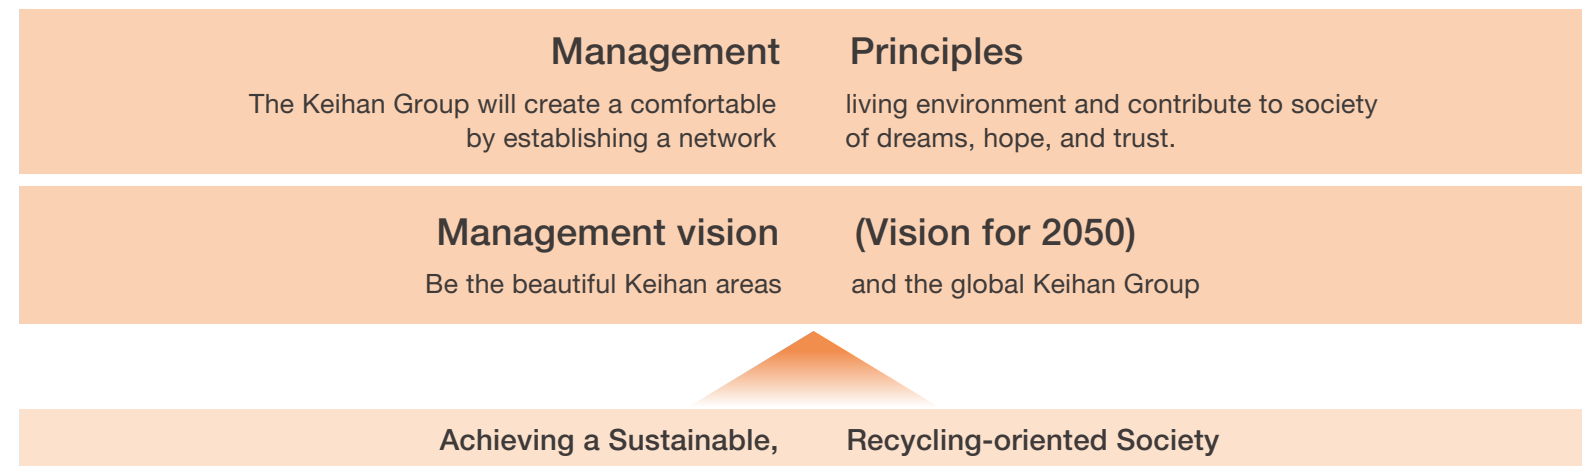 Management Principles
The Keihan Group will create a comfortable living environment and contribute to society
by establishing a network of dreams, hope, and trust.
Management vision (Vision for 2050)
Be the beautiful Keihan areas and the global Keihan Group
Achieving a Sustainable, Recycling-oriented Society